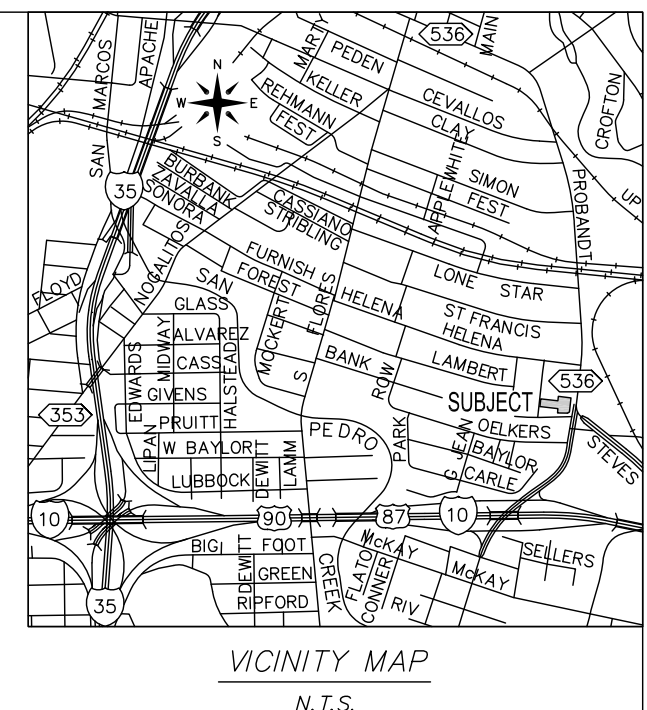 536
MAIN
MARTY
PEDEN
SAN MARCOS
APACHE
KELLER
CEVALLOS
CROFTON
N
W E
S
REHMANN
FEST
CLAY
APPLEWHITE
SIMON
FEST
PROBANDT
UP
35
BURBANK
ZAVALLA
SONORA
CASSIANO
STRIBLING
NOGALITOS
SAN
FURNISH
FOREST
FLORES
LONE STAR
FLOYD
GLASS
HELENA
ST FRANCIS
HELENA
MIDWAY
ALVAREZ
MOCKERT
EDWARDS
CASS
HALSTEAD
S
BANK
ROW
LAMBERT
536
GIVENS
SUBJECT
353
PRUITT
PEDRO
PARK
OELKERS
STEVES
LIPAN
W BAYLOR
DEWITT
LAMM
G JEAN
BAYLOR
LUBBOCK
CARLE
10
90
87
10
BIG FOOT
DEWITT
CREEK
FLATO
CONNER
McKAY
McKAY
SELLERS
GREEN
RIPFORD
RIV
35
VICINITY MAP
N.T.S.